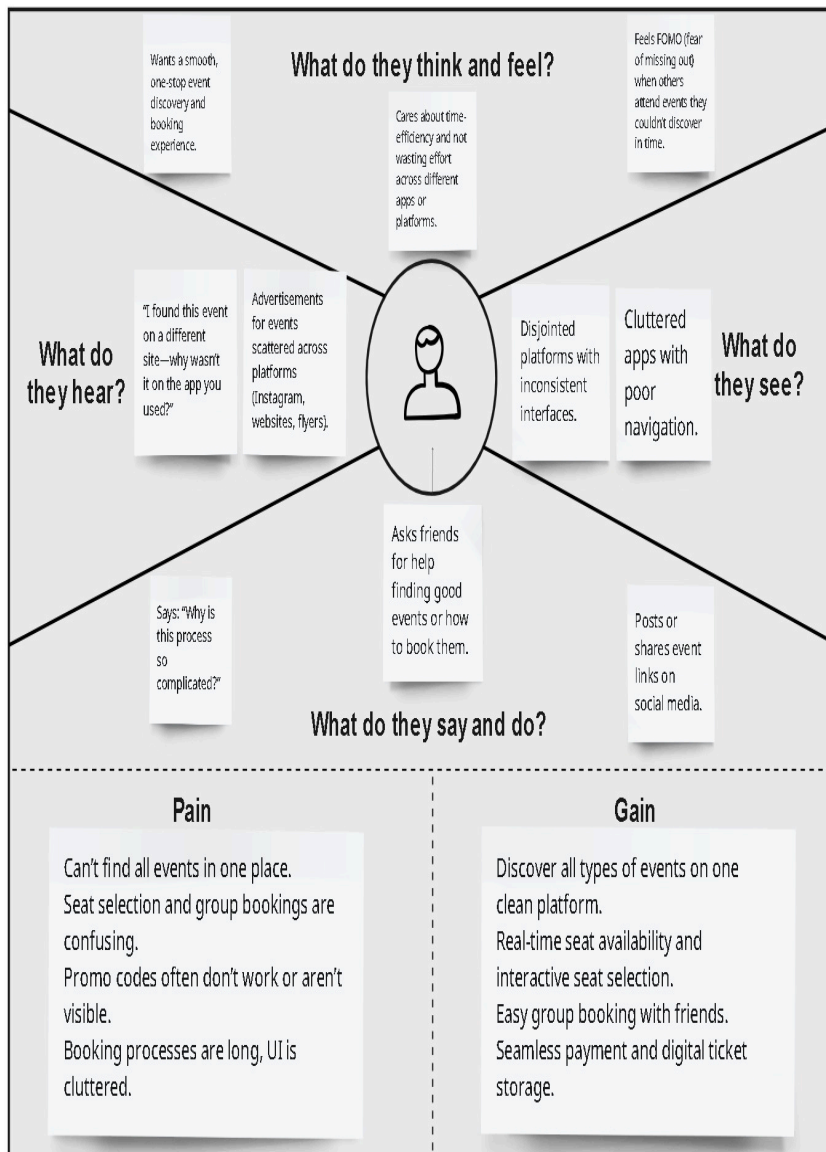 What do they think and feel?
Wants a smooth,
one-stop event
discovery and
booking
experience.
Cares about time-
efficiency and not
wasting effort
across different
apps or
platforms.
Feels FOMO (fear
of missing out)
when others
attend events they
couldn't discover
in time.
What do
they hear?
"I found this event
on a different
site—why wasn't
it on the app you
used?"
Advertisements
for events
scattered across
platforms
(Instagram,
websites, flyers).
Disjointed
platforms with
inconsistent
interfaces.
Cluttered
apps with
poor
navigation.
What do
they see?
Says: "Why is
this process
so
complicated?"
Asks friends
for help
finding good
events or how
to book them.
Posts or
shares event
links on
social media.
What do they say and do?
Pain
Can't find all events in one place.
Seat selection and group bookings are
confusing.
Promo codes often don't work or aren't
visible.
Booking processes are long, UI is
cluttered.
Gain
Discover all types of events on one
clean platform.
Real-time seat availability and
interactive seat selection.
Easy group booking with friends.
Seamless payment and digital ticket
storage.